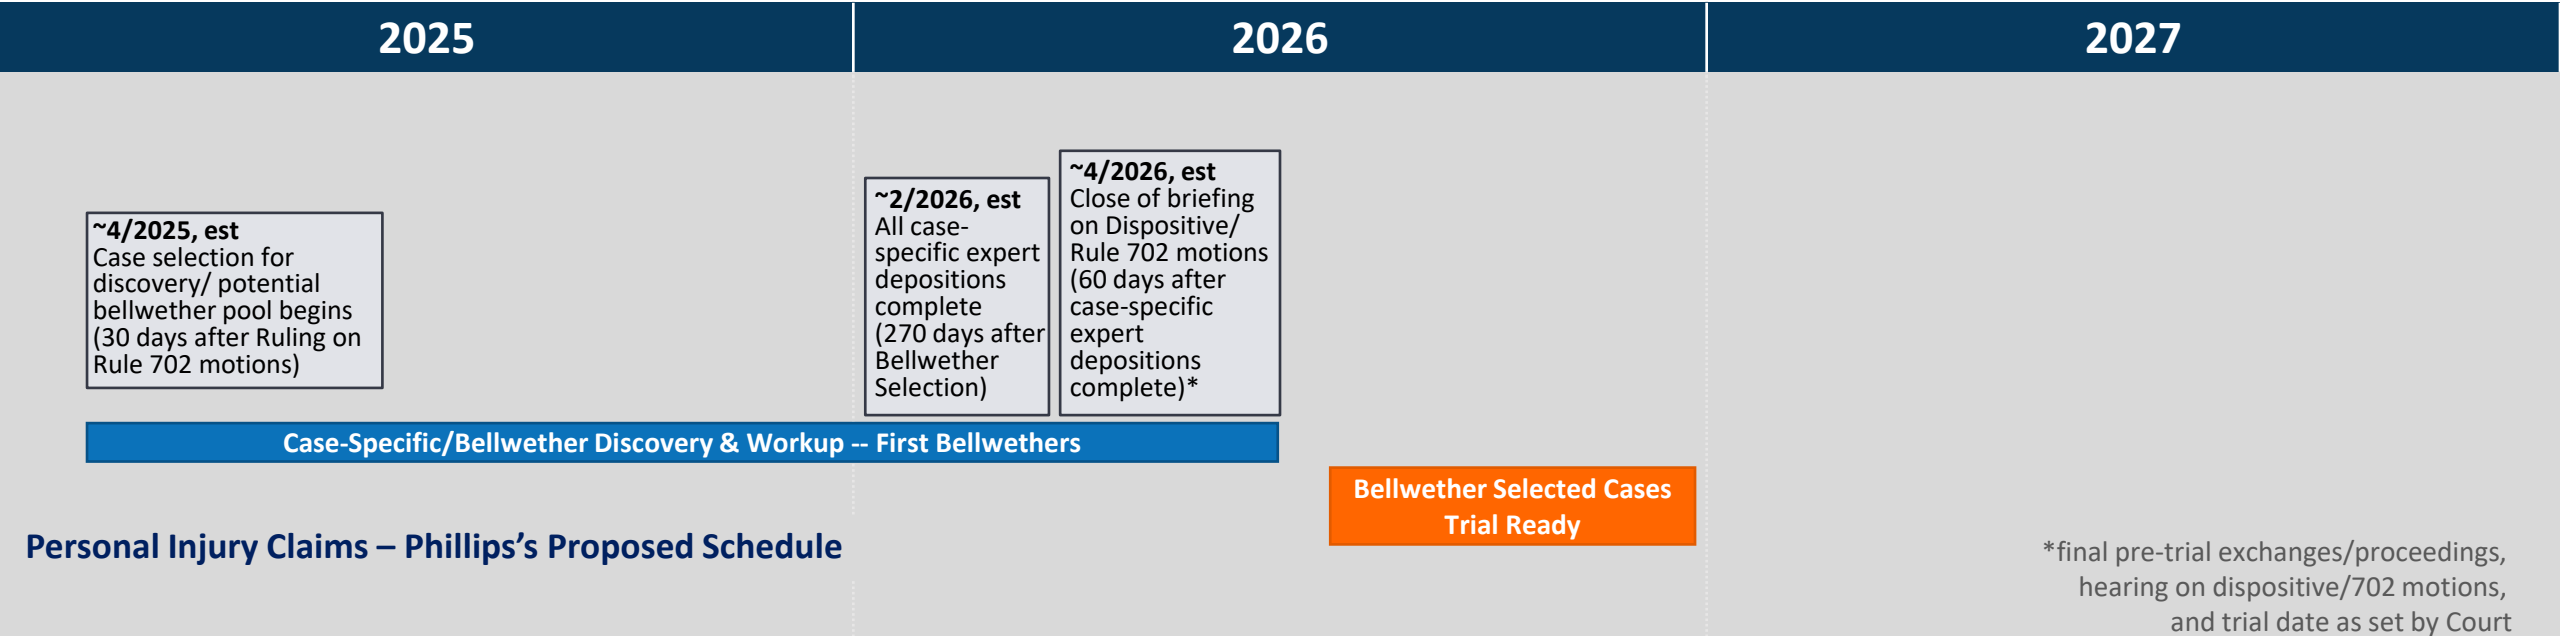 2025
2026
2027
~4/2025, est
Case selection for
discovery/ potential
bellwether pool begins
(30 days after Ruling on
Rule 702 motions)
~2/2026, est
All case-
specific expert
depositions
complete
(270 days after
Bellwether
Selection)
~4/2026, est
Close of briefing
on Dispositive/
Rule 702 motions
(60 days after
case-specific
expert
depositions
complete)*
Case-Specific/Bellwether Discovery & Workup -- First Bellwethers
Bellwether Selected Cases
Trial Ready
Personal Injury Claims – Phillips’s Proposed Schedule
*final pre-trial exchanges/proceedings,
hearing on dispositive/702 motions,
and trial date as set by Court